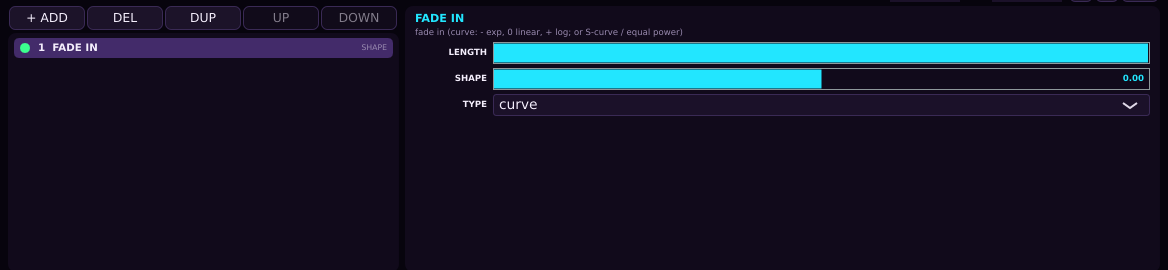 + ADD DEL DUP UP DOWN
1 FADE IN SHAPE
FADE IN
fade in (curve: - exp, 0 linear, + log; or S-curve / equal power)
LENGTH
SHAPE 0.00
TYPE curve